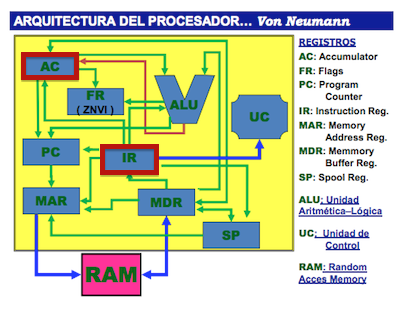 ARQUITECTURA DEL PROCESADOR... Von Neumann
AC
FR
( ZNVI )
ALU
UC
PC
IR
MAR
MDR
SP
RAM
REGISTROS
AC: Accumulator
FR: Flags
PC: Program
Counter
IR: Instruction Reg.
MAR: Memory
Address Reg.
MDR: Memmory
Buffer Reg.
SP: Spool Reg.
ALU: Unidad
Aritmética–Lógica
UC: Unidad de
Control
RAM: Random
Acces Memory